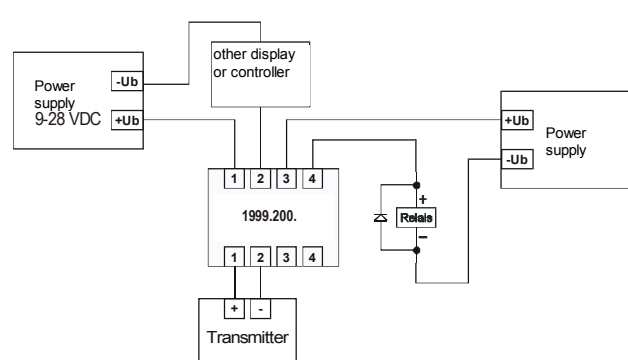 other display
or controller
Power
supply
9-28 VDC
-Ub
+Ub
+Ub
-Ub
Power
supply
1 2 3 4
1999.200.
+
Relais
–
1 2 3 4
+ -
Transmitter